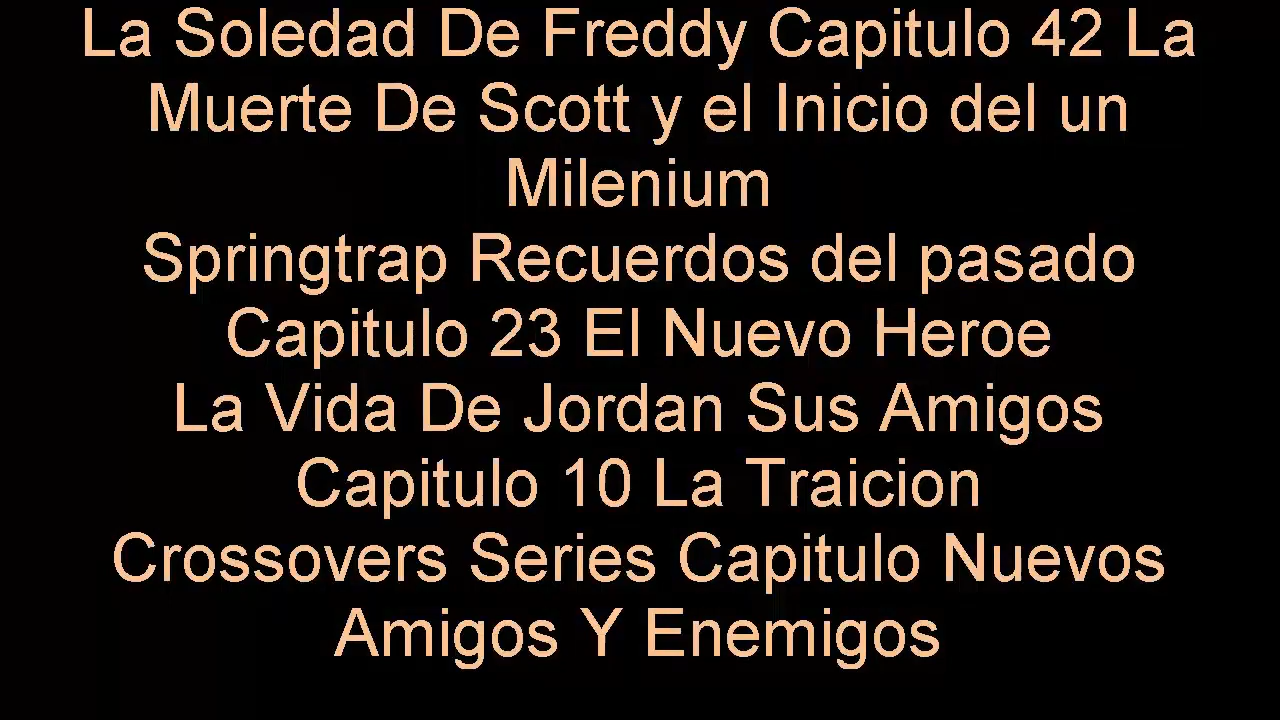 La Soledad De Freddy Capitulo 42 La
Muerte De Scott y el Inicio del un
Milenium
Springtrap Recuerdos del pasado
Capitulo 23 El Nuevo Heroe
La Vida De Jordan Sus Amigos
Capitulo 10 La Traicion
Crossovers Series Capitulo Nuevos
Amigos Y Enemigos